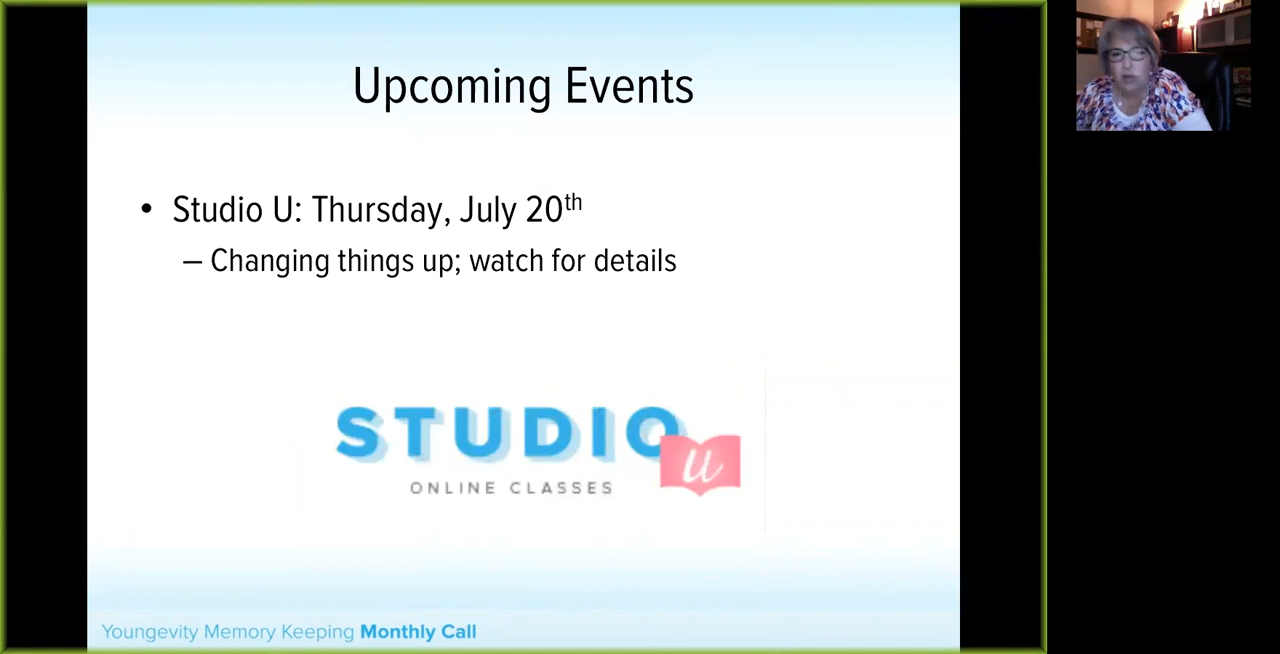 Upcoming Events
• Studio U: Thursday, July 20th
– Changing things up; watch for details
STUDIO u
ONLINE CLASSES
Youngevity Memory Keeping Monthly Call